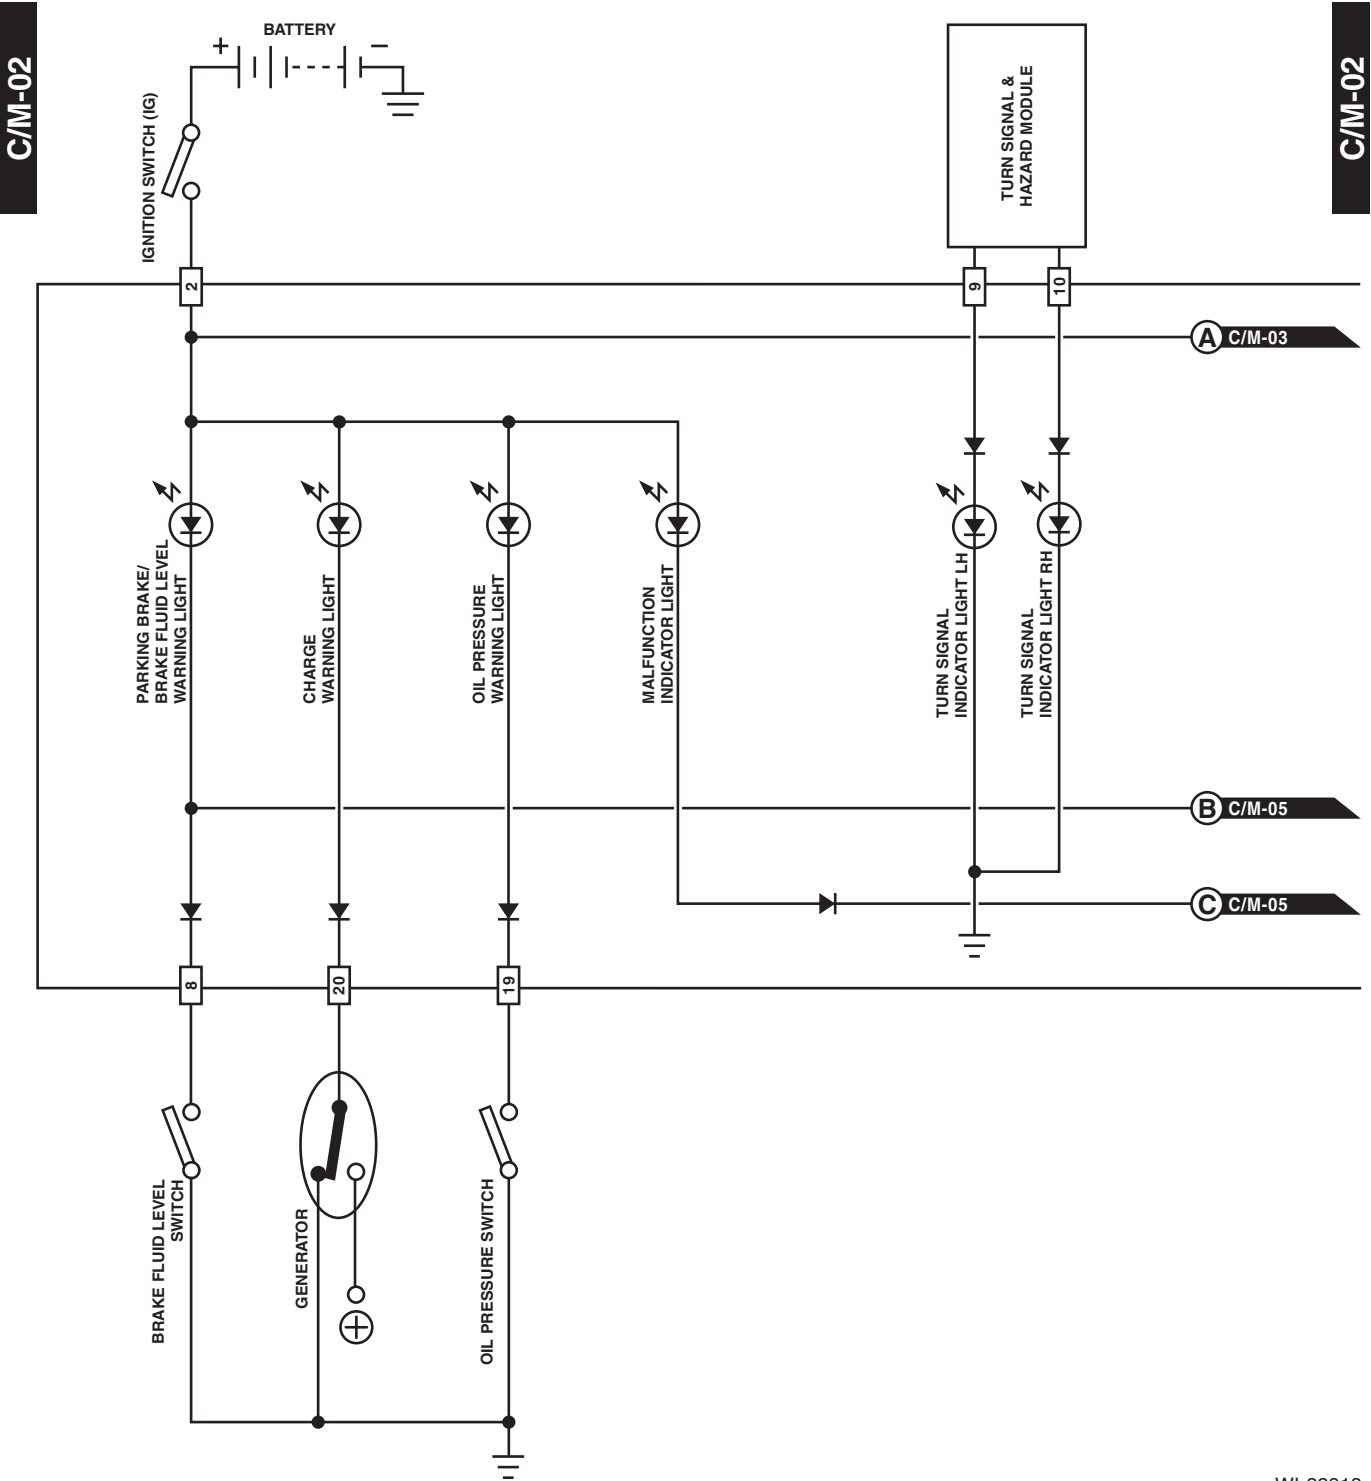 C/M-02
C/M-02
BATTERY
+
−
IGNITION SWITCH (IG)
TURN SIGNAL &
HAZARD MODULE
2
9
10
A C/M-03
PARKING BRAKE/
BRAKE FLUID LEVEL
WARNING LIGHT
CHARGE
WARNING LIGHT
OIL PRESSURE
WARNING LIGHT
MALFUNCTION
INDICATOR LIGHT
TURN SIGNAL
INDICATOR LIGHT LH
TURN SIGNAL
INDICATOR LIGHT RH
B C/M-05
C C/M-05
8
20
19
BRAKE FLUID LEVEL
SWITCH
GENERATOR
+
OIL PRESSURE SWITCH